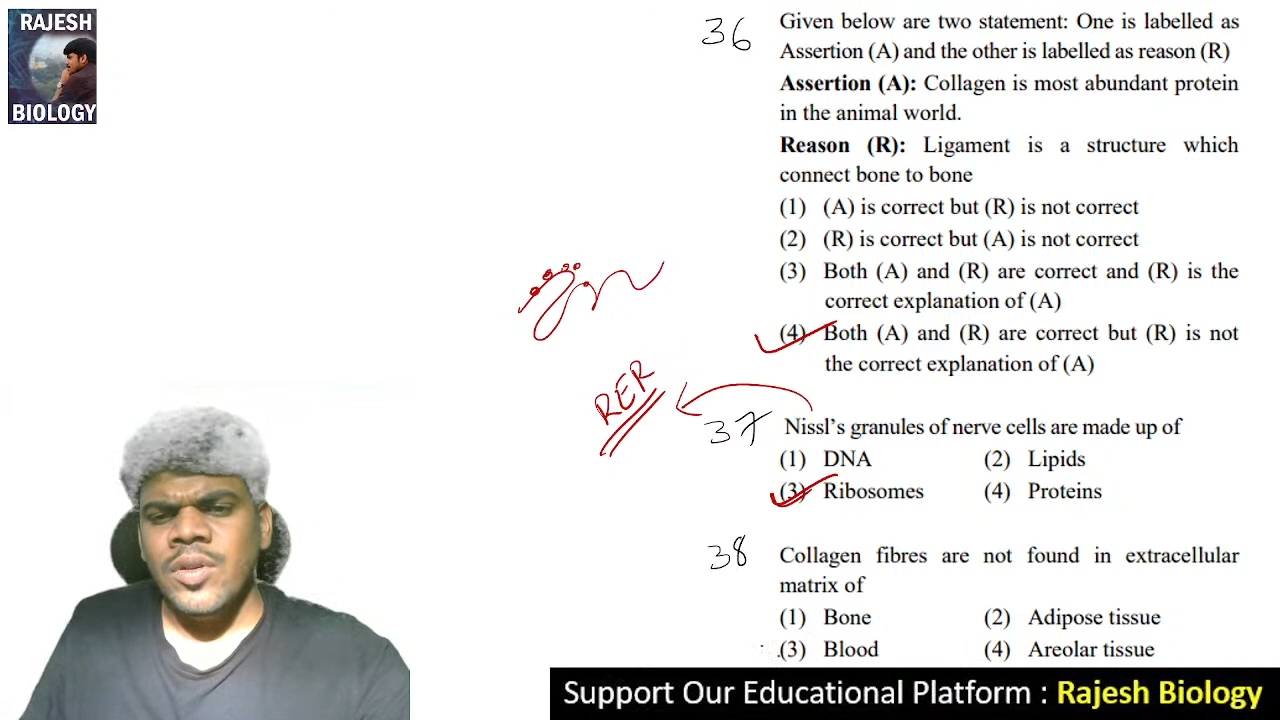 RAJESH
BIOLOGY
36
Given below are two statement: One is labelled as
Assertion (A) and the other is labelled as reason (R)
Assertion (A): Collagen is most abundant protein
in the animal world.
Reason (R): Ligament is a structure which
connect bone to bone
(1) (A) is correct but (R) is not correct
(2) (R) is correct but (A) is not correct
(3) Both (A) and (R) are correct and (R) is the
correct explanation of (A)
(4) Both (A) and (R) are correct but (R) is not
the correct explanation of (A)
RER
37 Nissl's granules of nerve cells are made up of
(1) DNA (2) Lipids
(3) Ribosomes (4) Proteins
38 Collagen fibres are not found in extracellular
matrix of
(1) Bone (2) Adipose tissue
(3) Blood (4) Areolar tissue
Support Our Educational Platform : Rajesh Biology